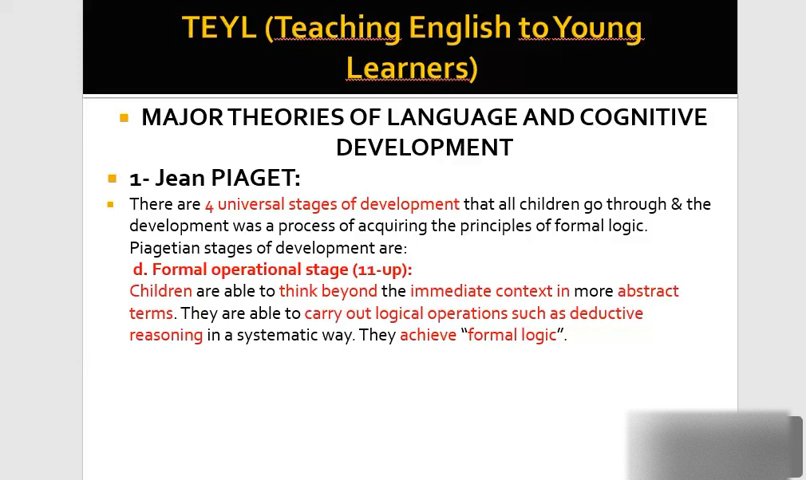 TEYL (Teaching English to Young
Learners)
MAJOR THEORIES OF LANGUAGE AND COGNITIVE
DEVELOPMENT
1- Jean PIAGET:
There are 4 universal stages of development that all children go through & the
development was a process of acquiring the principles of formal logic.
Piagetian stages of development are:
d. Formal operational stage (11-up):
Children are able to think beyond the immediate context in more abstract
terms. They are able to carry out logical operations such as deductive
reasoning in a systematic way. They achieve “formal logic”.